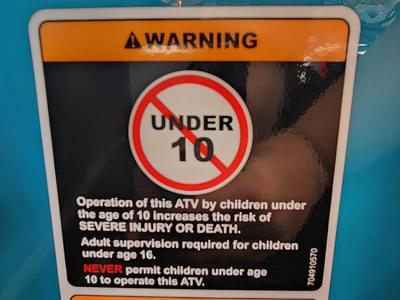 WARNING
UNDER
10
Operation of this ATV by children under
the age of 10 increases the risk of
SEVERE INJURY OR DEATH.
Adult supervision required for children
under age 16.
NEVER permit children under age
10 to operate this ATV.
704910570